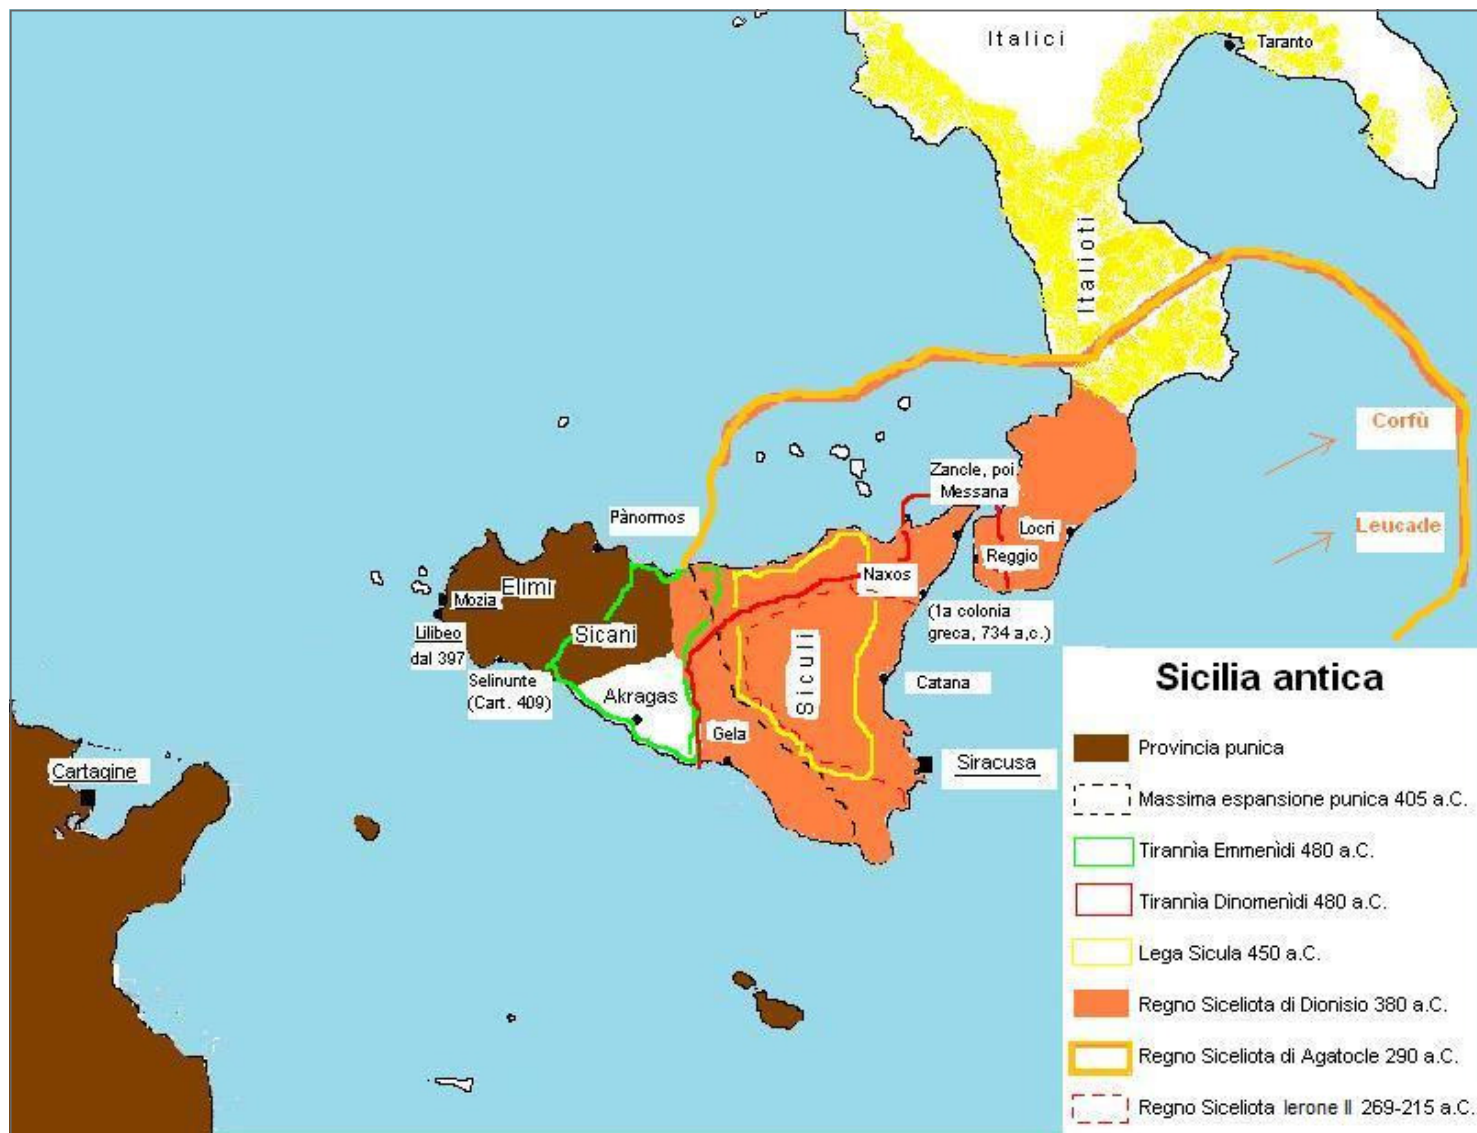 Italici
Taranto
Italioti
Corfù
Zancle, poi
Messana
Pànormos
Locri
Leucade
Reggio
Naxos
Elimi
Mozia
(1a colonia
greca, 734 a,c.)
Sicani
Siculi
Lilibeo
dal 397
Selinunte
(Cart. 409)
Akragas
Catana
Gela
Siracusa
Cartagine
Sicilia antica
Provincia punica
Massima espansione punica 405 a.C.
Tirannìa Emmenìdi 480 a.C.
Tirannìa Dinomenìdi 480 a.C.
Lega Sicula 450 a.C.
Regno Siceliota di Dionisio 380 a.C.
Regno Siceliota di Agatocle 290 a.C.
Regno Siceliota Ierone II 269-215 a.C.